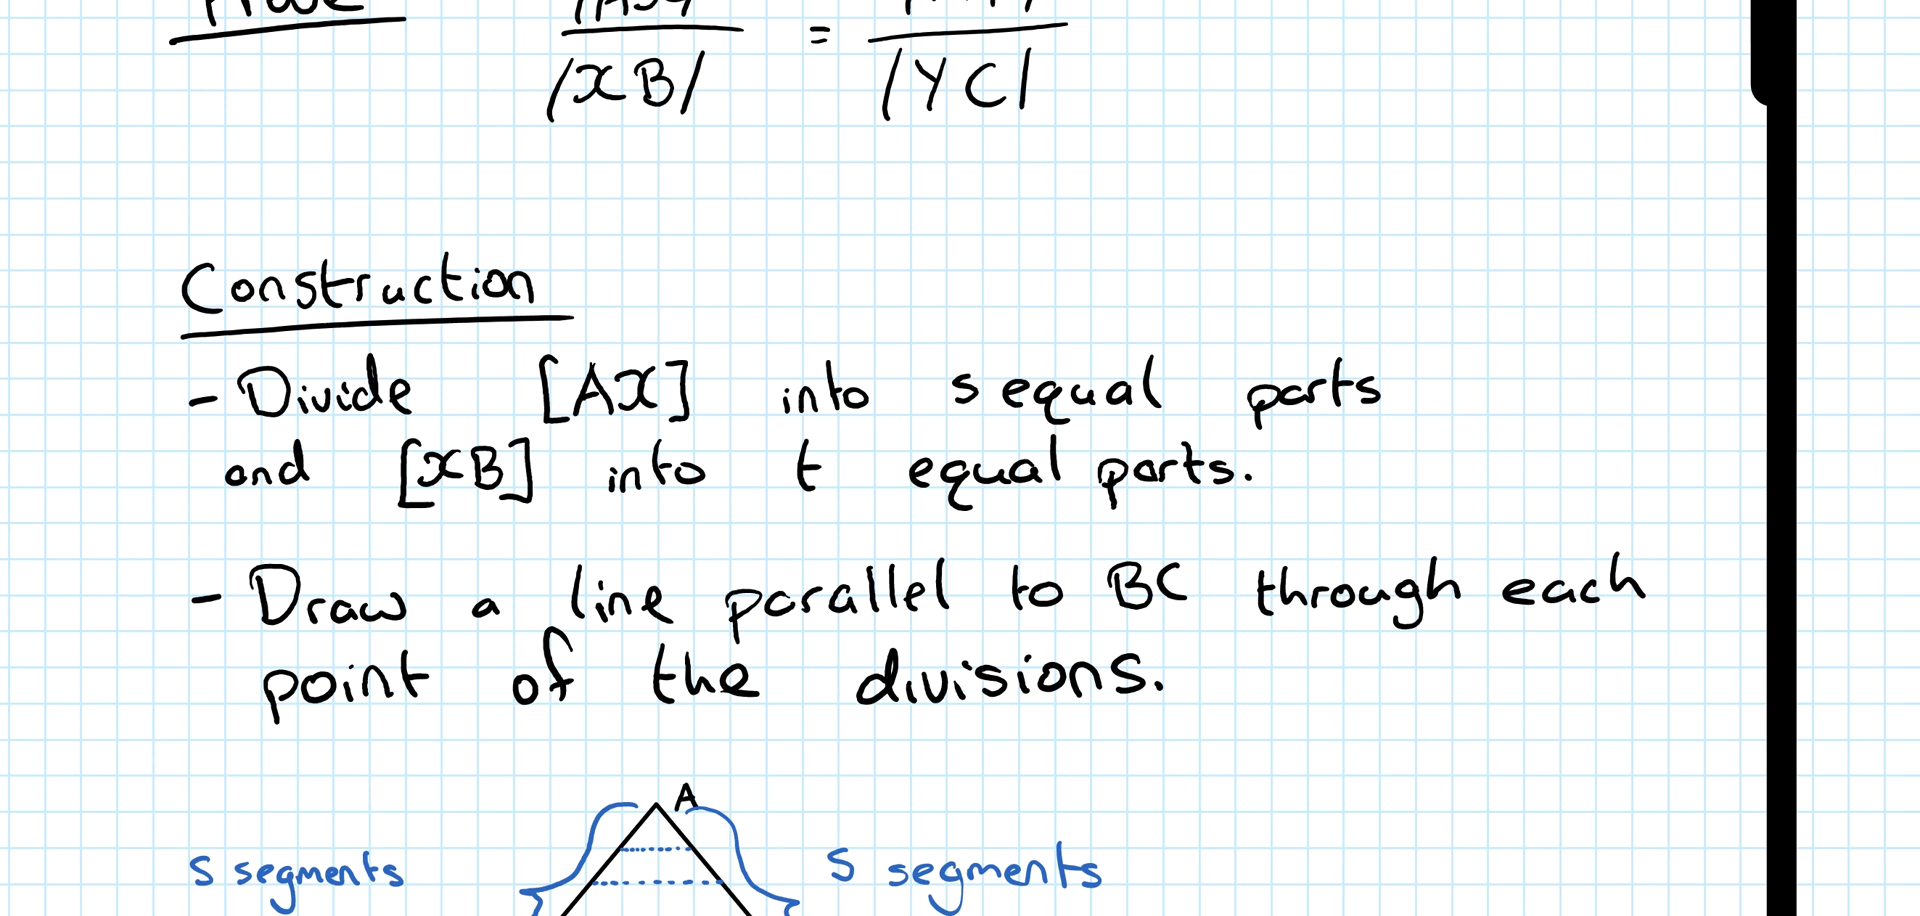 =
|XB| |YC|
Construction
- Divide [AX] into s equal parts
and [XB] into t equal parts.
- Draw a line parallel to BC through each
point of the divisions.
A
S segments S segments